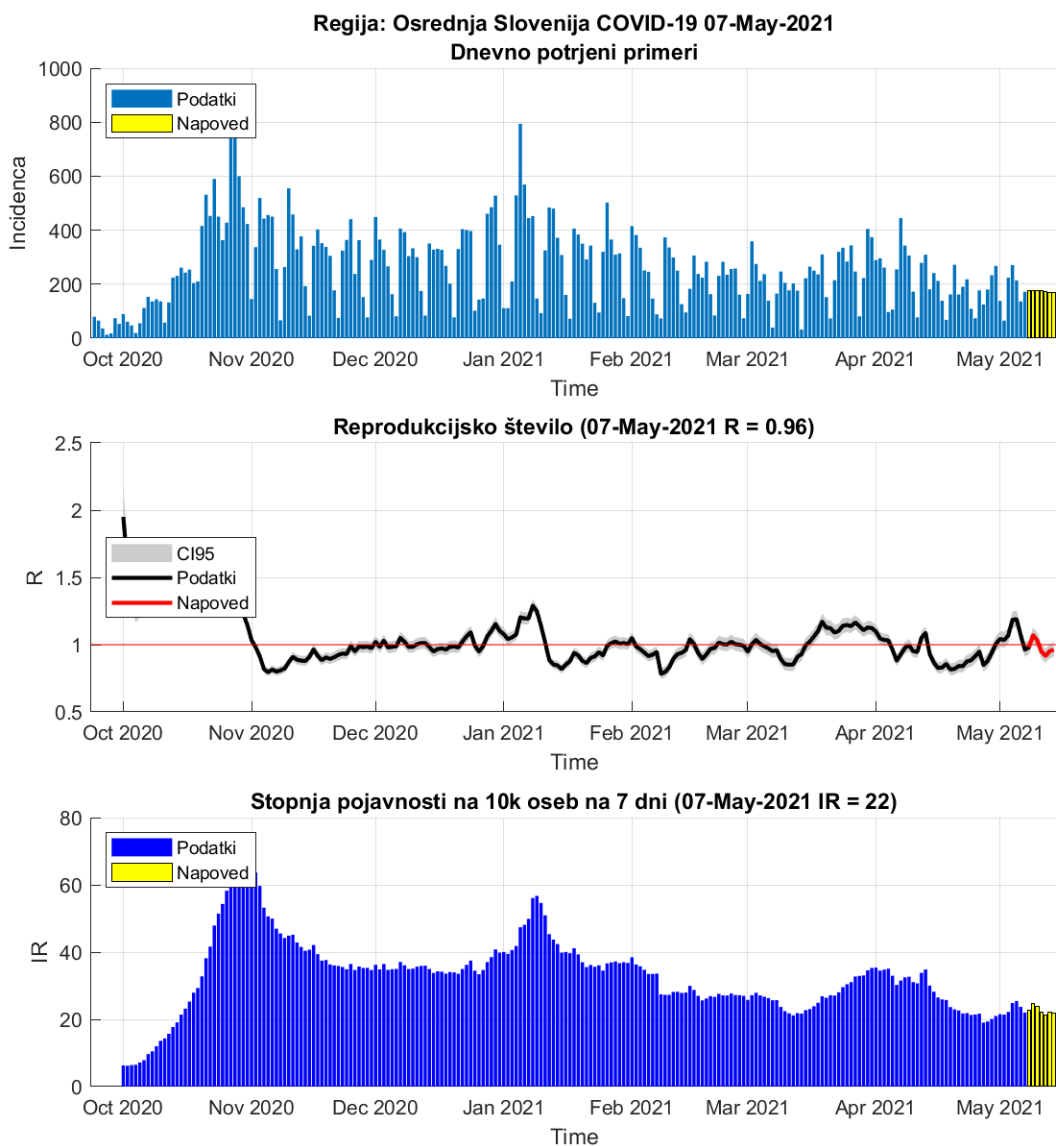 Regija: Osrednja Slovenija COVID-19 07-May-2021
Dnevno potrjeni primeri
1000
800
600
400
200
0
Incidenca
Podatki
Napoved
Oct 2020 Nov 2020 Dec 2020 Jan 2021 Feb 2021 Mar 2021 Apr 2021 May 2021
Time
Reprodukcijsko število (07-May-2021 R = 0.96)
2.5
2
1.5
1
0.5
R
CI95
Podatki
Napoved
Oct 2020 Nov 2020 Dec 2020 Jan 2021 Feb 2021 Mar 2021 Apr 2021 May 2021
Time
Stopnja pojavnosti na 10k oseb na 7 dni (07-May-2021 IR = 22)
80
60
40
20
0
IR
Podatki
Napoved
Oct 2020 Nov 2020 Dec 2020 Jan 2021 Feb 2021 Mar 2021 Apr 2021 May 2021
Time